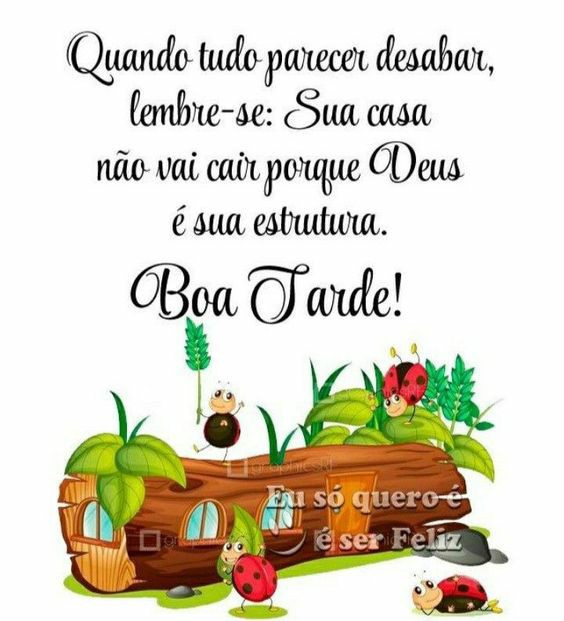 Quando tudo parecer desabar,
lembre-se: Sua casa
não vai cair porque Deus
é sua estrutura.
Boa Tarde!
Eu só quero é
é ser Feliz